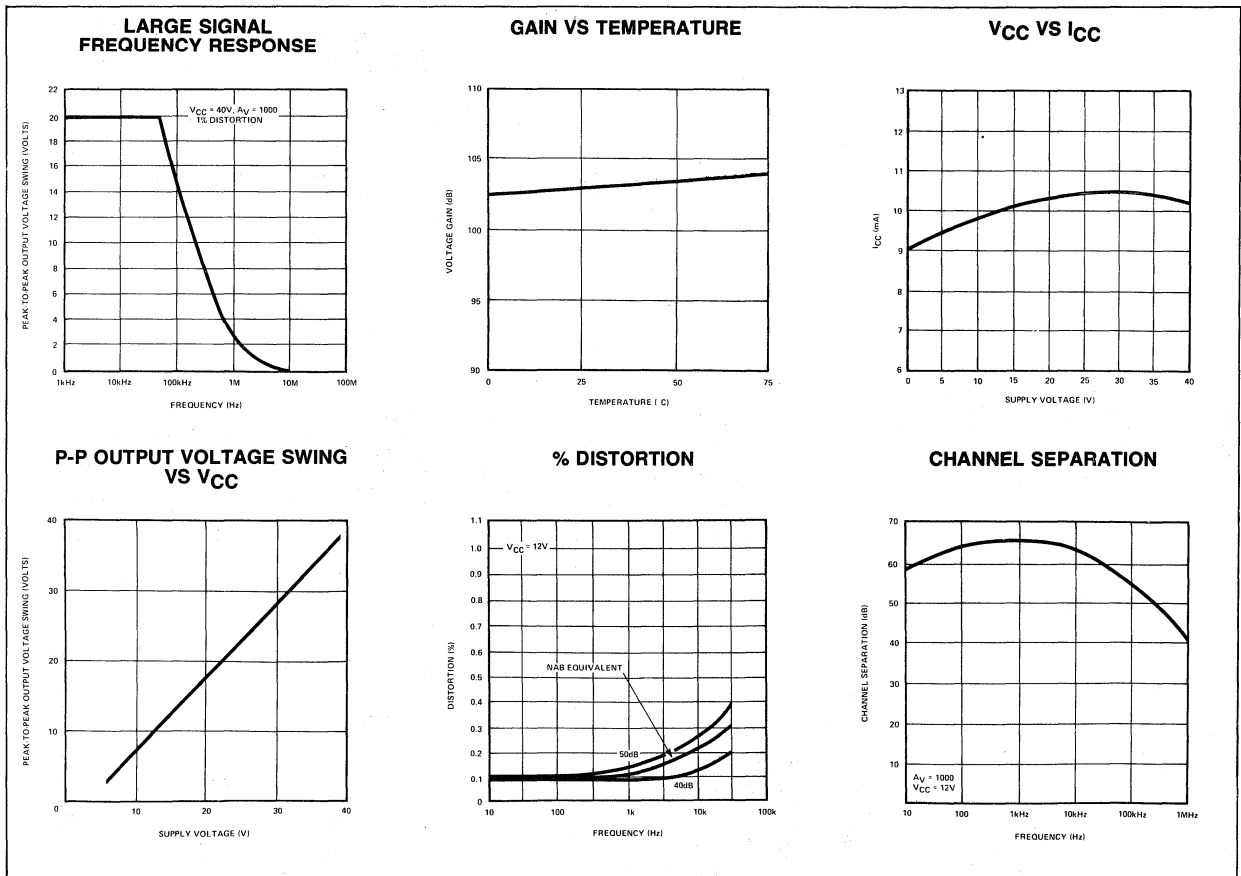 LARGE SIGNAL
FREQUENCY RESPONSE
PEAK-TO-PEAK OUTPUT VOLTAGE SWING (VOLTS)
22
20
18
16
14
12
10
8
6
4
2
0
VCC = 40V, AV = 1000
1% DISTORTION
1kHz 10kHz 100kHz 1M 10M 100M
FREQUENCY (Hz)
GAIN VS TEMPERATURE
VOLTAGE GAIN (dB)
110
105
100
95
90
0 25 50 75
TEMPERATURE ( C)
VCC VS ICC
ICC (mA)
13
12
11
10
9
8
7
6
0 5 10 15 20 25 30 35 40
SUPPLY VOLTAGE (V)
P-P OUTPUT VOLTAGE SWING
VS VCC
PEAK-TO-PEAK OUTPUT VOLTAGE SWING (VOLTS)
40
30
20
10
0 10 20 30 40
SUPPLY VOLTAGE (V)
% DISTORTION
DISTORTION (%)
1.1
1.0
0.9
0.8
0.7
0.6
0.5
0.4
0.3
0.2
0.1
0
VCC = 12V
NAB EQUIVALENT
50dB
40dB
10 100 1k 10k 100k
FREQUENCY (Hz)
CHANNEL SEPARATION
CHANNEL SEPARATION (dB)
70
60
50
40
30
20
10
AV = 1000
VCC = 12V
10 100 1kHz 10kHz 100kHz 1MHz
FREQUENCY (Hz)